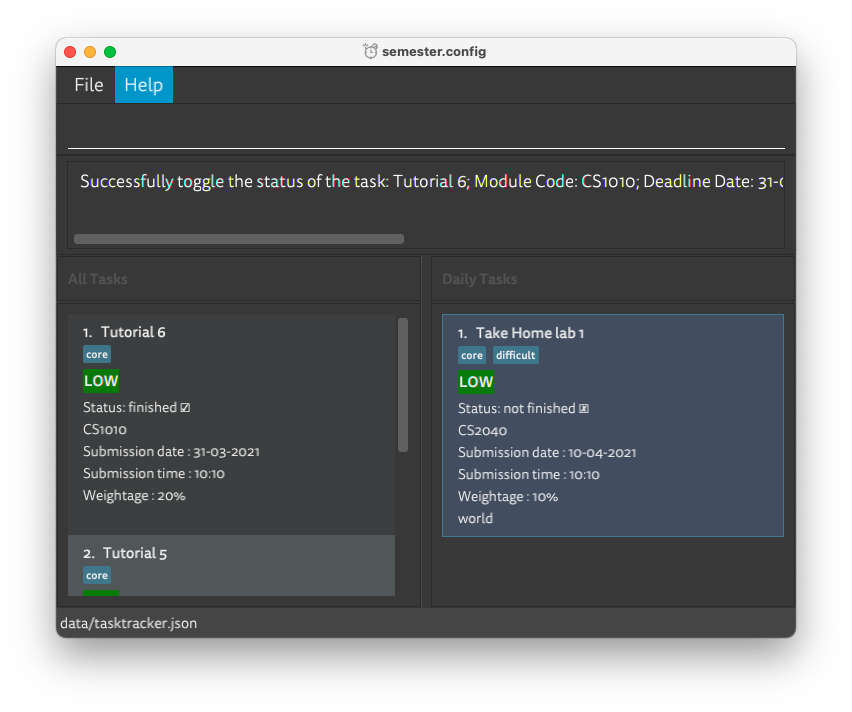 semester.config
File Help
Successfully toggle the status of the task: Tutorial 6; Module Code: CS1010; Deadline Date: 31-
All Tasks
1. Tutorial 6
core
LOW
Status: finished ☑
CS1010
Submission date : 31-03-2021
Submission time : 10:10
Weightage : 20%
2. Tutorial 5
core
Daily Tasks
1. Take Home lab 1
core difficult
LOW
Status: not finished
CS2040
Submission date : 10-04-2021
Submission time : 10:10
Weightage : 10%
world
data/tasktracker.json